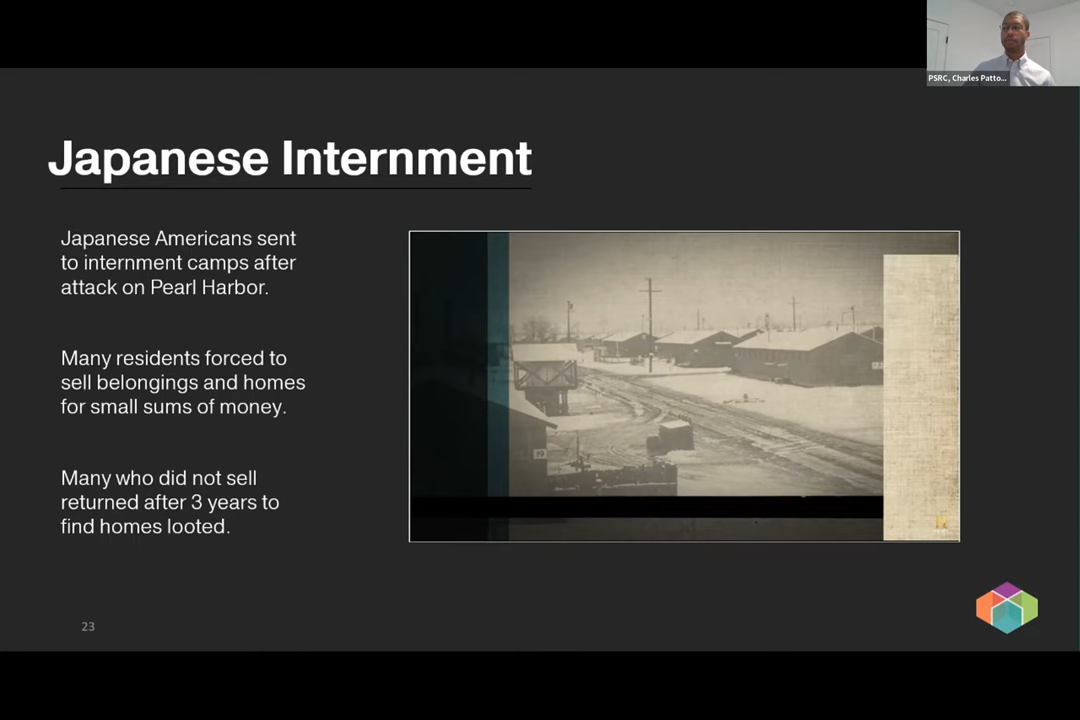 PSRC, Charles Patto...
Japanese Internment
Japanese Americans sent
to internment camps after
attack on Pearl Harbor.
Many residents forced to
sell belongings and homes
for small sums of money.
Many who did not sell
returned after 3 years to
find homes looted.
19
23